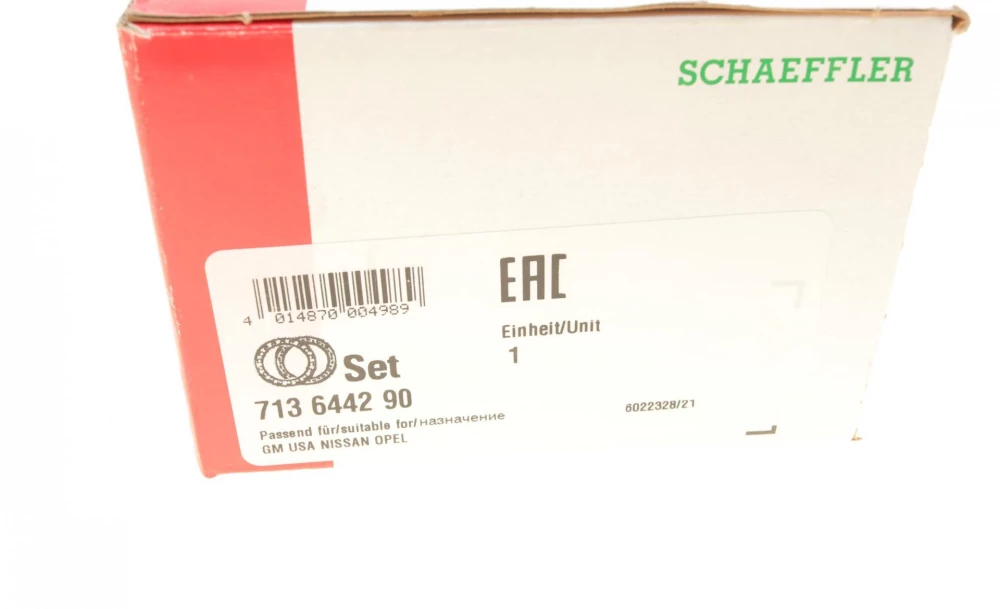 SCHAEFFLER
EAC
4 014870 004989
Einheit/Unit
1
Set
713 6442 90
Passend für/suitable for/назначение
GM USA NISSAN OPEL
6022328/21